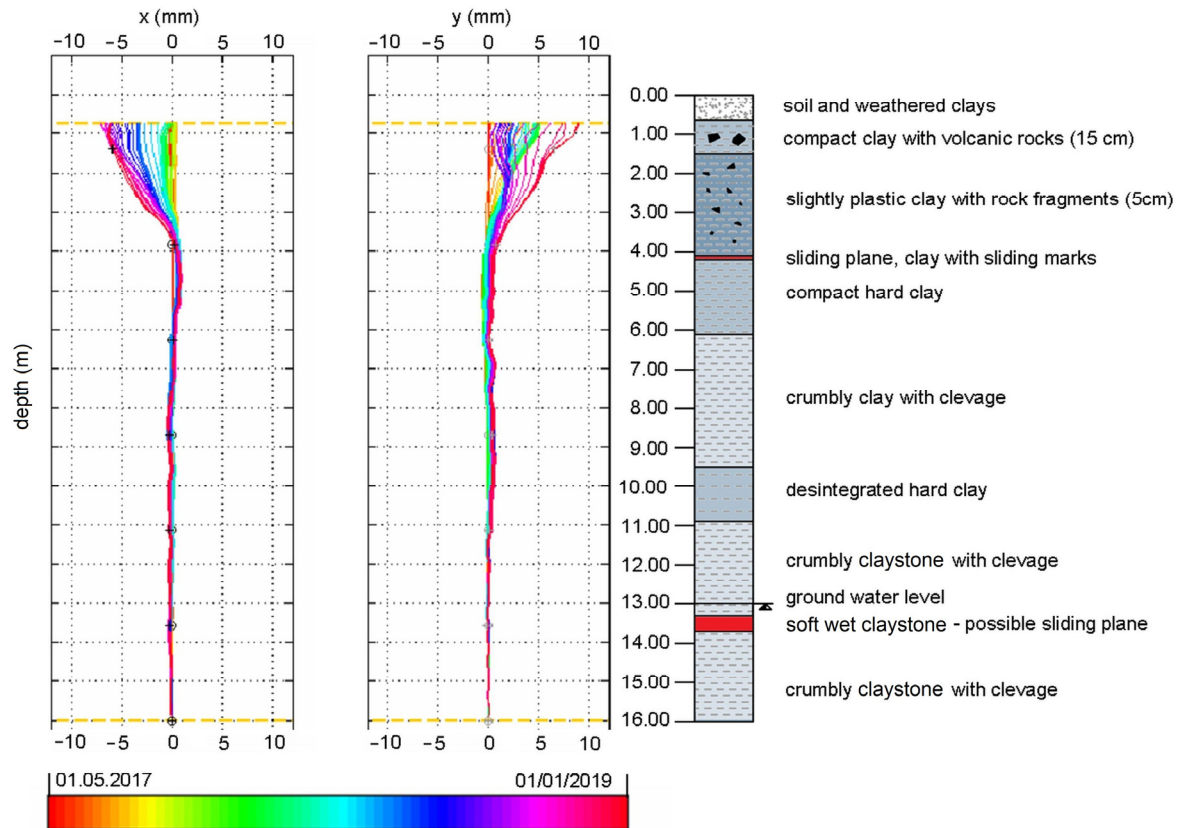 x (mm)
y (mm)
−10 −5 0 5 10
−10 −5 0 5 10
depth (m)
0.00
1.00
2.00
3.00
4.00
5.00
6.00
7.00
8.00
9.00
10.00
11.00
12.00
13.00
14.00
15.00
16.00
soil and weathered clays
compact clay with volcanic rocks (15 cm)
slightly plastic clay with rock fragments (5cm)
sliding plane, clay with sliding marks
compact hard clay
crumbly clay with clevage
desintegrated hard clay
crumbly claystone with clevage
ground water level
soft wet claystone - possible sliding plane
crumbly claystone with clevage
−10 −5 0 5 10
−10 −5 0 5 10
01.05.2017
01/01/2019